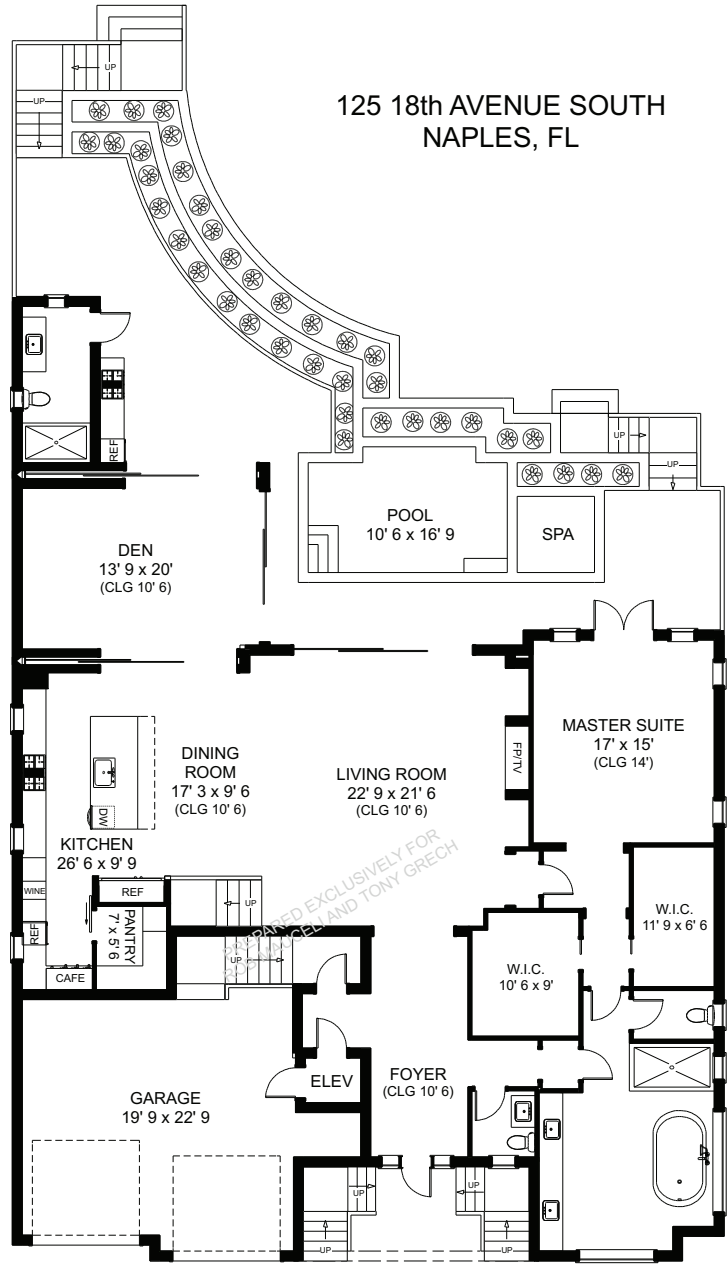 125 18th AVENUE SOUTH
NAPLES, FL
UP
UP
REF
UP
UP
POOL
10' 6 x 16' 9
SPA
DEN
13' 9 x 20'
(CLG 10' 6)
MASTER SUITE
17' x 15'
(CLG 14')
FP/TV
DINING
ROOM
17' 3 x 9' 6
(CLG 10' 6)
LIVING ROOM
22' 9 x 21' 6
(CLG 10' 6)
DW
KITCHEN
26' 6 x 9' 9
WINE
REF
REF
CAFE
PANTRY
7' x 5' 6
UP
UP
PREPARED EXCLUSIVELY FOR
ROB MAUCELI AND TONY GRECH
W.I.C.
11' 9 x 6' 6
W.I.C.
10' 6 x 9'
ELEV
FOYER
(CLG 10' 6)
GARAGE
19' 9 x 22' 9
UP
UP
UP
UP